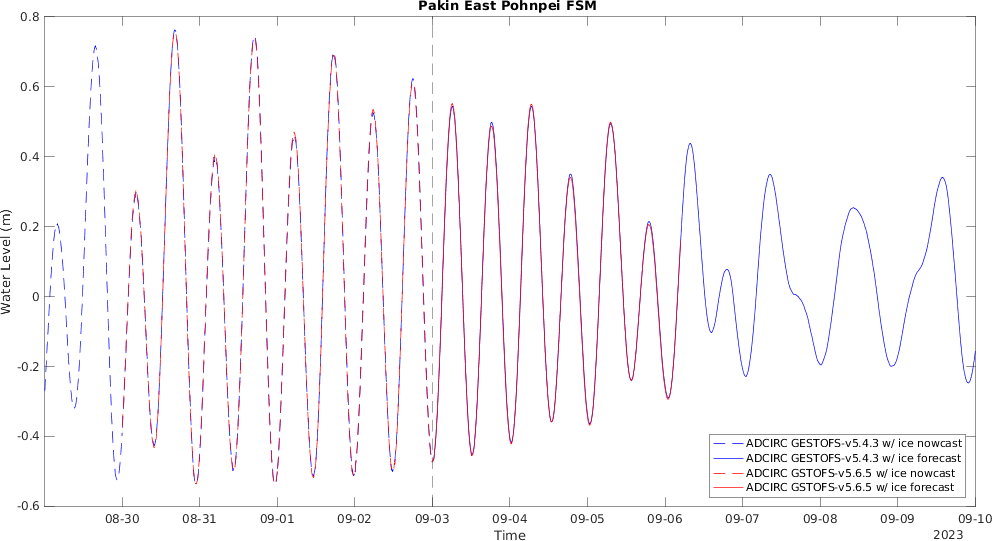 Pakin East Pohnpei FSM
Water Level (m)
0.8
0.6
0.4
0.2
0
-0.2
-0.4
-0.6
ADCIRC GESTOFS-v5.4.3 w/ ice nowcast
ADCIRC GESTOFS-v5.4.3 w/ ice forecast
ADCIRC GSTOFS-v5.6.5 w/ ice nowcast
ADCIRC GSTOFS-v5.6.5 w/ ice forecast
08-30 08-31 09-01 09-02 09-03 09-04 09-05 09-06 09-07 09-08 09-09 09-10
Time
2023